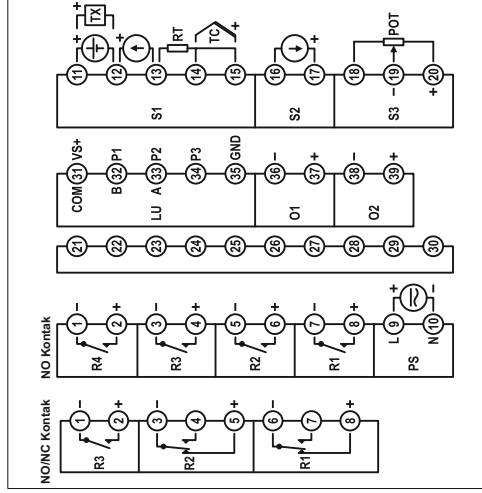 + TX
+ + RT TC + + POT
− +
11 12 13 14 15 16 17 18 19 20
S1 S2 S3
VS+ P1 P2 P3 GND − + − +
31 32 33 34 35 36 37 38 39
COM B A
LU O1 O2
21 22 23 24 25 26 27 28 29 30
NO Kontak
− + − + − + − + + −
1 2 3 4 5 6 7 8 9 10
L N
R4 R3 R2 R1 PS
NO/NC Kontak
− + − + − +
1 2 3 4 5 6 7 8
R3 R2 R1